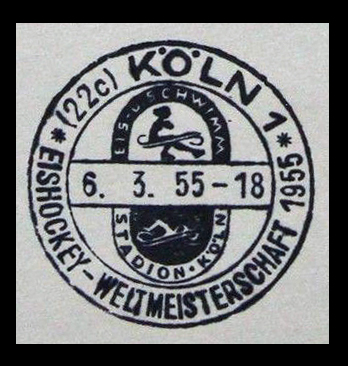 (22c) KÖLN 1
EIS-U.SCHWIMM
6. 3. 55-18
STADION·KÖLN
* EISHOCKEY-WELTMEISTERSCHAFT 1955 *